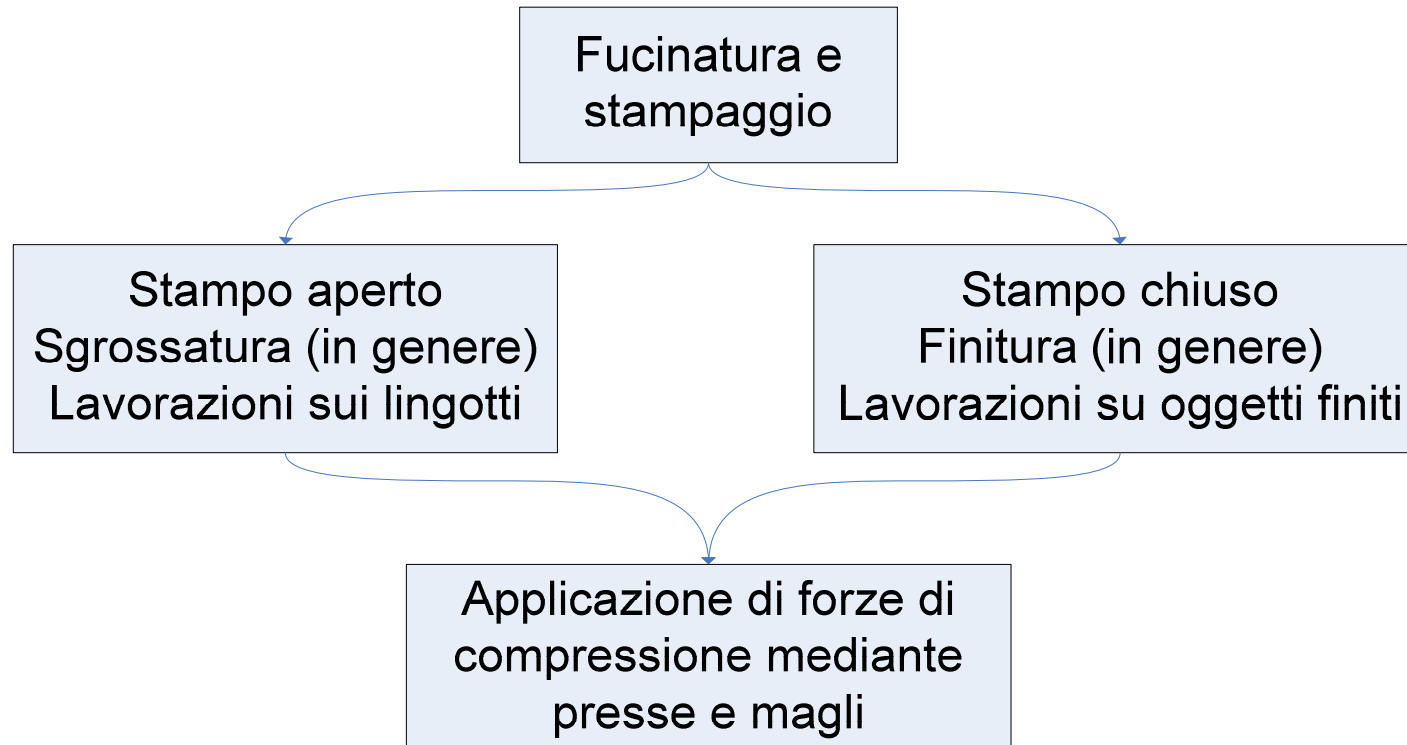 Fucinatura e
stampaggio
Stampo aperto
Sgrossatura (in genere)
Lavorazioni sui lingotti
Stampo chiuso
Finitura (in genere)
Lavorazioni su oggetti finiti
Applicazione di forze di
compressione mediante
presse e magli